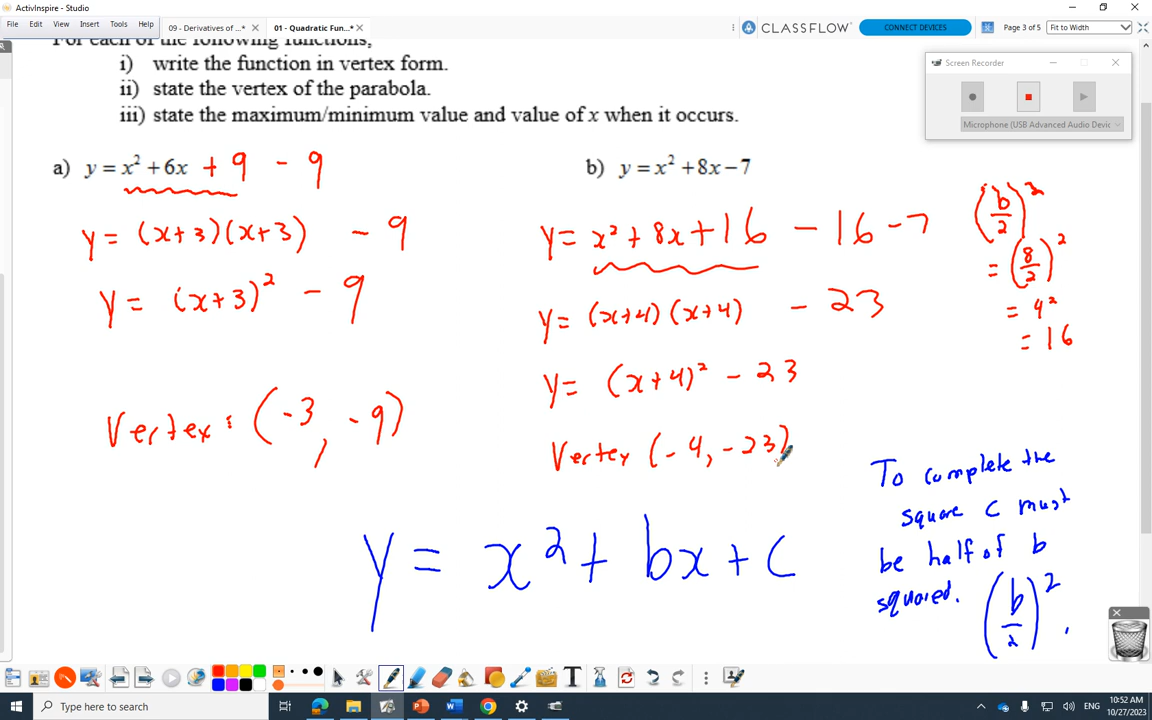 ActivInspire - Studio
File Edit View Insert Tools Help
09 - Derivatives of ...*
01 - Quadratic Fun...*
CLASSFLOW
CONNECT DEVICES
Page 3 of 5
Fit to Width
For each of the following functions,
i) write the function in vertex form.
ii) state the vertex of the parabola.
iii) state the maximum/minimum value and value of x when it occurs.
Screen Recorder
Microphone (USB Advanced Audio Devic
a) y = x² + 6x + 9 - 9
y = (x+3)(x+3) - 9
y = (x+3)² - 9
Vertex: (-3, -9)
b) y = x² + 8x - 7
y = x² + 8x + 16 - 16 - 7
y = (x+4)(x+4) - 23
y = (x+4)² - 23
Vertex (-4, -23)
(b/2)²
= (8/2)²
= 4²
= 16
y = x² + bx + c
To complete the
square c must
be half of b
squared. (b/2)².
Type here to search
ENG
10:52 AM
10/27/2023